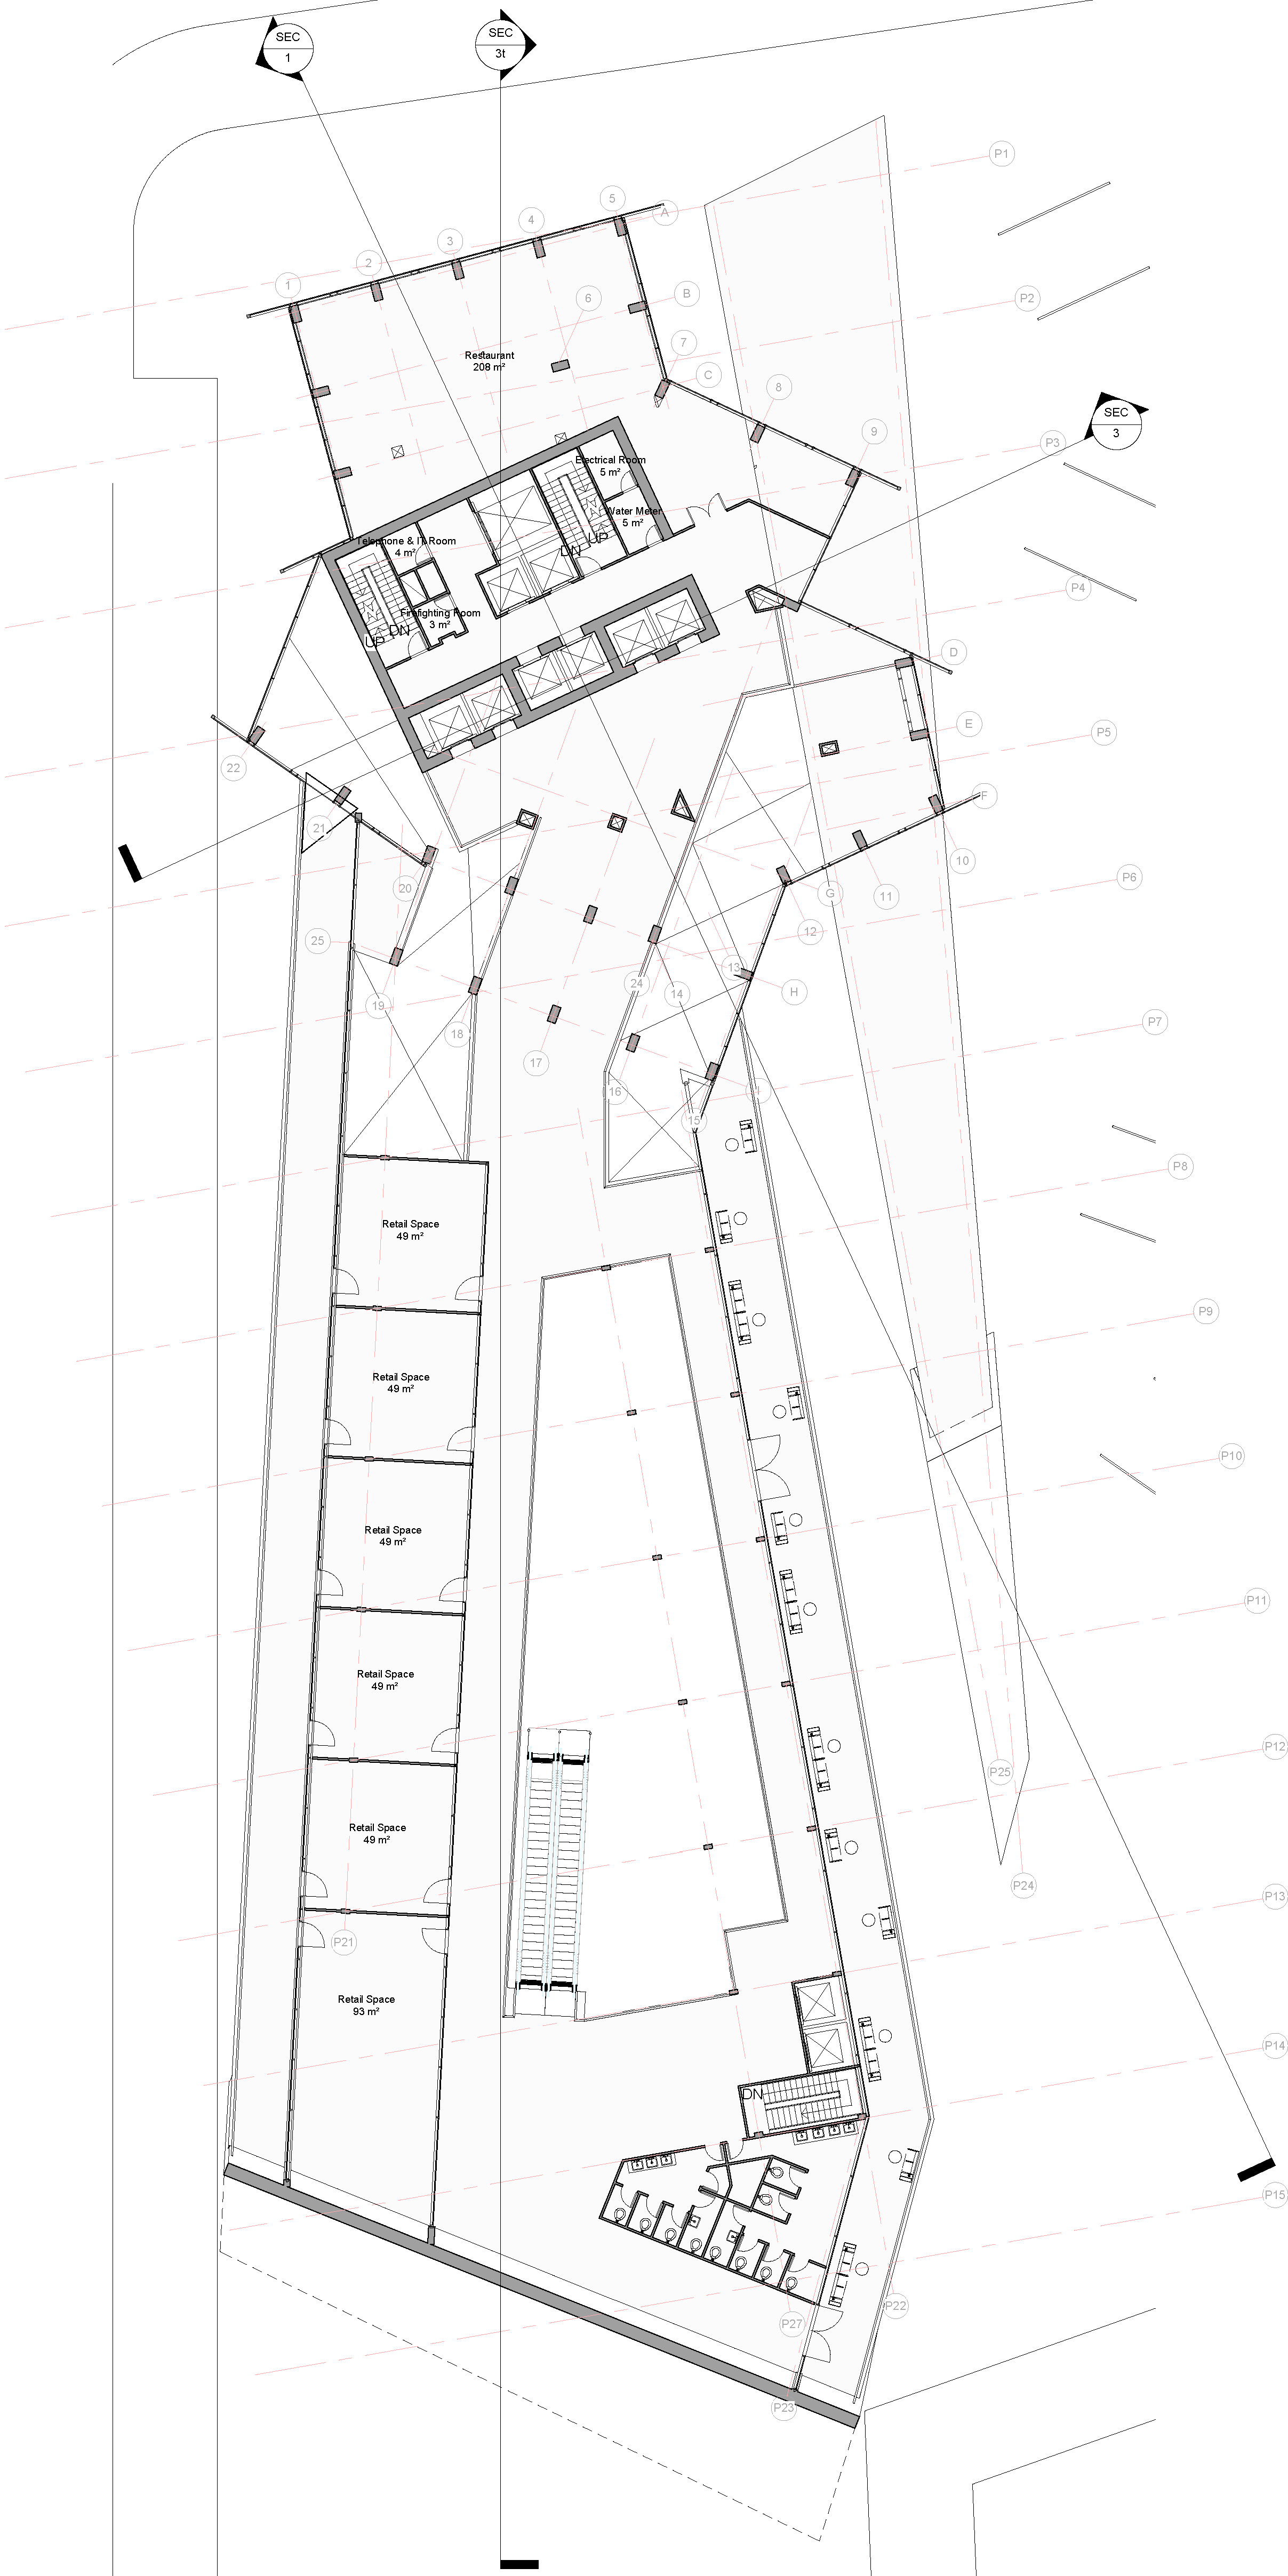 SEC
1
SEC
3t
P1
5
A
4
3
2
1
B
6
P2
7
Restaurant
208 m²
C
8
9
SEC
3
P3
Electrical Room
5 m²
Water Meter
5 m²
UP
DN
Telephone & IT Room
4 m²
Firefighting Room
3 m²
DN
UP
P4
D
E
P5
22
F
21
10
20
G
11
P6
12
25
13
24
14
H
19
P7
18
17
16
I
15
P8
Retail Space
49 m²
P9
Retail Space
49 m²
P10
Retail Space
49 m²
P11
Retail Space
49 m²
P12
P25
Retail Space
49 m²
P24
P13
P21
Retail Space
93 m²
P14
DN
P15
P22
P27
P23